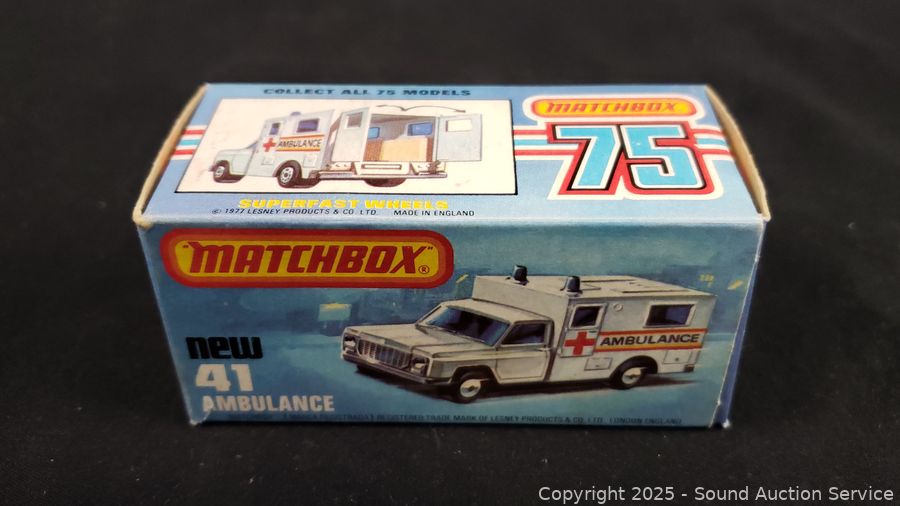 COLLECT ALL 75 MODELS
AMBULANCE
SUPERFAST WHEELS
© 1977 LESNEY PRODUCTS & CO. LTD. MADE IN ENGLAND
"MATCHBOX"
75
"MATCHBOX"®
new
41
AMBULANCE
AMBULANCE
REGISTERED TRADE MARK OF LESNEY PRODUCTS & CO. LTD. LONDON ENGLAND
Copyright © 2025 - Sound Auction Service